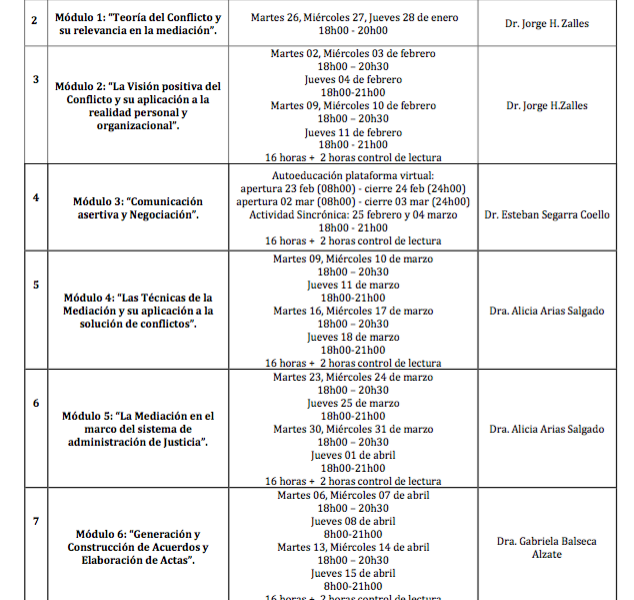 2
Módulo 1: “Teoría del Conflicto y
su relevancia en la mediación”.
Martes 26, Miércoles 27, Jueves 28 de enero
18h00 - 20h00
Dr. Jorge H. Zalles
3
Módulo 2: “La Visión positiva del
Conflicto y su aplicación a la
realidad personal y
organizacional”.
Martes 02, Miércoles 03 de febrero
18h00 – 20h30
Jueves 04 de febrero
18h00-21h00
Martes 09, Miércoles 10 de febrero
18h00 – 20h30
Jueves 11 de febrero
18h00 - 21h00
16 horas + 2 horas control de lectura
Dr. Jorge H.Zalles
4
Módulo 3: “Comunicación
asertiva y Negociación”.
Autoeducación plataforma virtual:
apertura 23 feb (08h00) - cierre 24 feb (24h00)
apertura 02 mar (08h00) - cierre 03 mar (24h00)
Actividad Sincrónica: 25 febrero y 04 marzo
18h00 - 21h00
16 horas + 2 horas control de lectura
Dr. Esteban Segarra Coello
5
Módulo 4: “Las Técnicas de la
Mediación y su aplicación a la
solución de conflictos”.
Martes 09, Miércoles 10 de marzo
18h00 – 20h30
Jueves 11 de marzo
18h00-21h00
Martes 16, Miércoles 17 de marzo
18h00 – 20h30
Jueves 18 de marzo
18h00-21h00
16 horas + 2 horas control de lectura
Dra. Alicia Arias Salgado
6
Módulo 5: “La Mediación en el
marco del sistema de
administración de Justicia”.
Martes 23, Miércoles 24 de marzo
18h00 – 20h30
Jueves 25 de marzo
18h00-21h00
Martes 30, Miércoles 31 de marzo
18h00 – 20h30
Jueves 01 de abril
18h00-21h00
16 horas + 2 horas control de lectura
Dra. Alicia Arias Salgado
7
Módulo 6: “Generación y
Construcción de Acuerdos y
Elaboración de Actas”.
Martes 06, Miércoles 07 de abril
18h00 – 20h30
Jueves 08 de abril
8h00-21h00
Martes 13, Miércoles 14 de abril
18h00 – 20h30
Jueves 15 de abril
8h00-21h00
16 horas + 2 horas control de lectura
Dra. Gabriela Balseca
Alzate